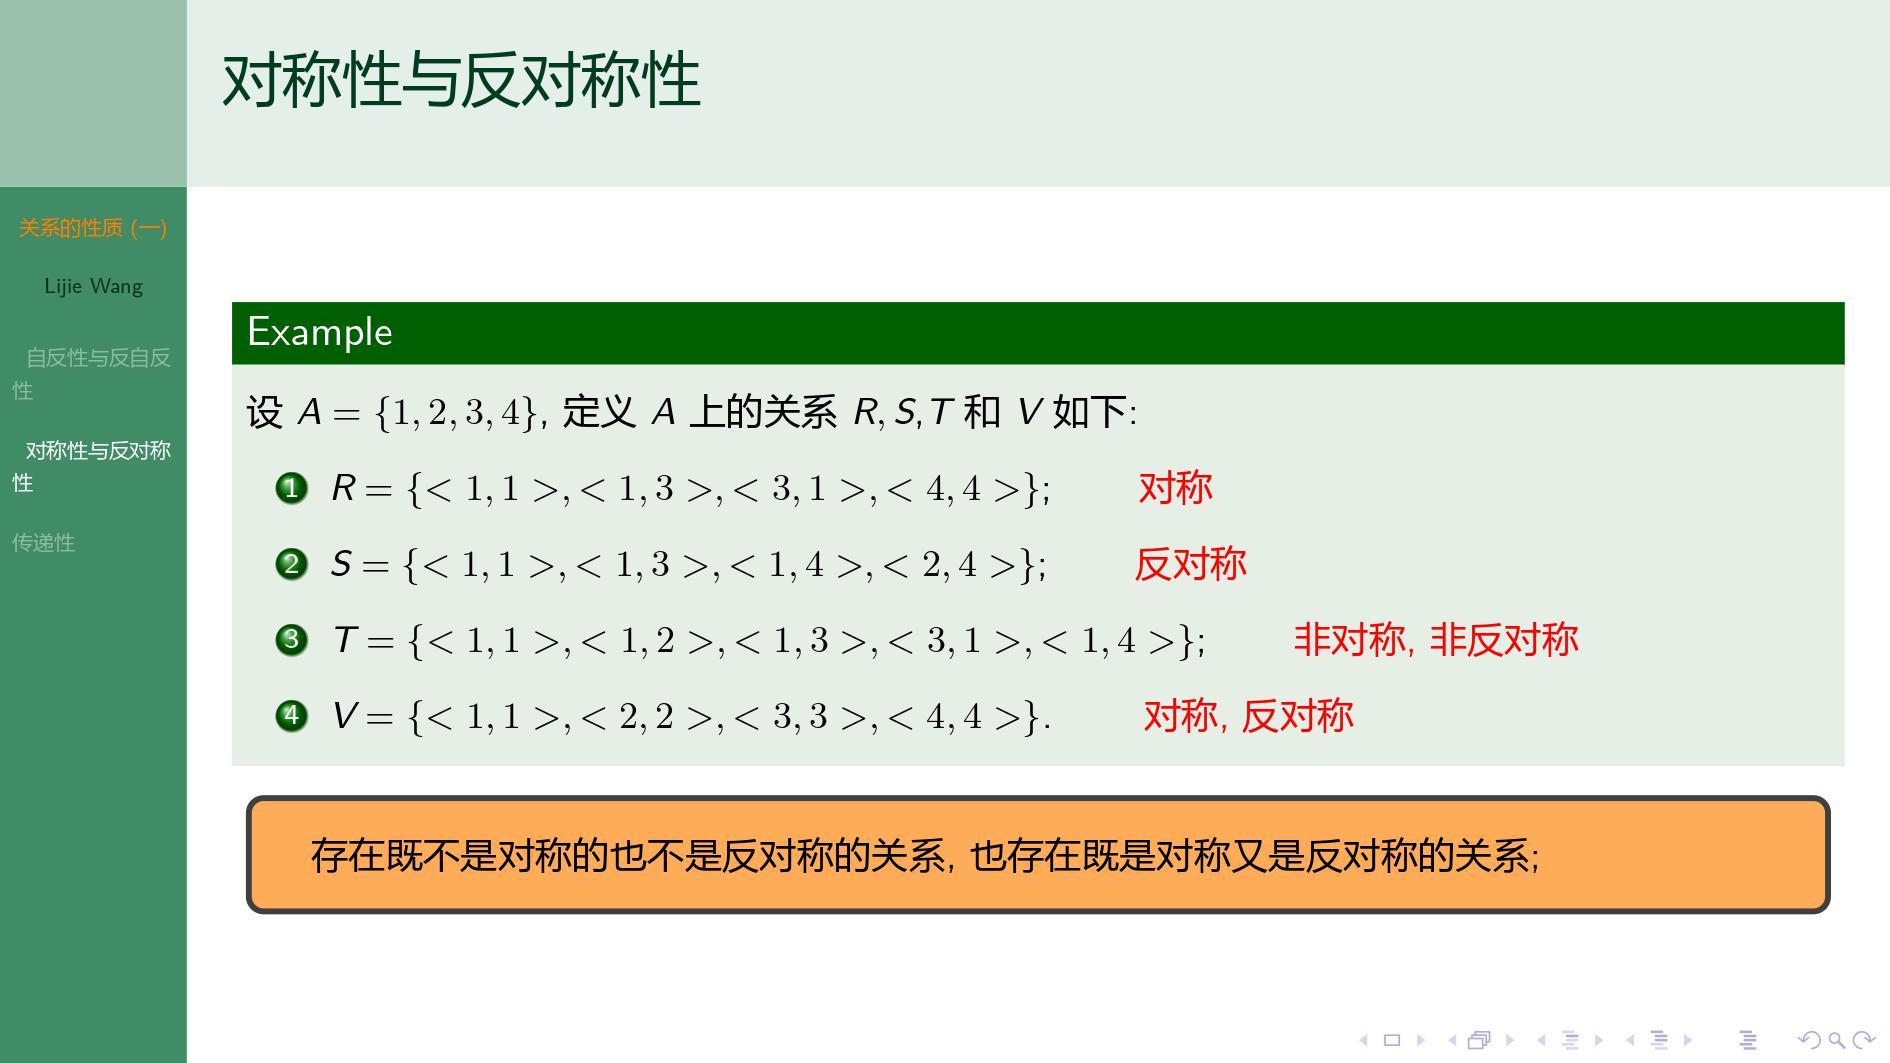 对称性与反对称性
关系的性质 (一)
Lijie Wang
自反性与反自反
性
对称性与反对称
性
传递性
Example
设 A = {1, 2, 3, 4}, 定义 A 上的关系 R, S, T 和 V 如下:
1 R = {< 1, 1 >, < 1, 3 >, < 3, 1 >, < 4, 4 >}; 对称
2 S = {< 1, 1 >, < 1, 3 >, < 1, 4 >, < 2, 4 >}; 反对称
3 T = {< 1, 1 >, < 1, 2 >, < 1, 3 >, < 3, 1 >, < 1, 4 >}; 非对称, 非反对称
4 V = {< 1, 1 >, < 2, 2 >, < 3, 3 >, < 4, 4 >}. 对称, 反对称
存在既不是对称的也不是反对称的关系, 也存在既是对称又是反对称的关系;